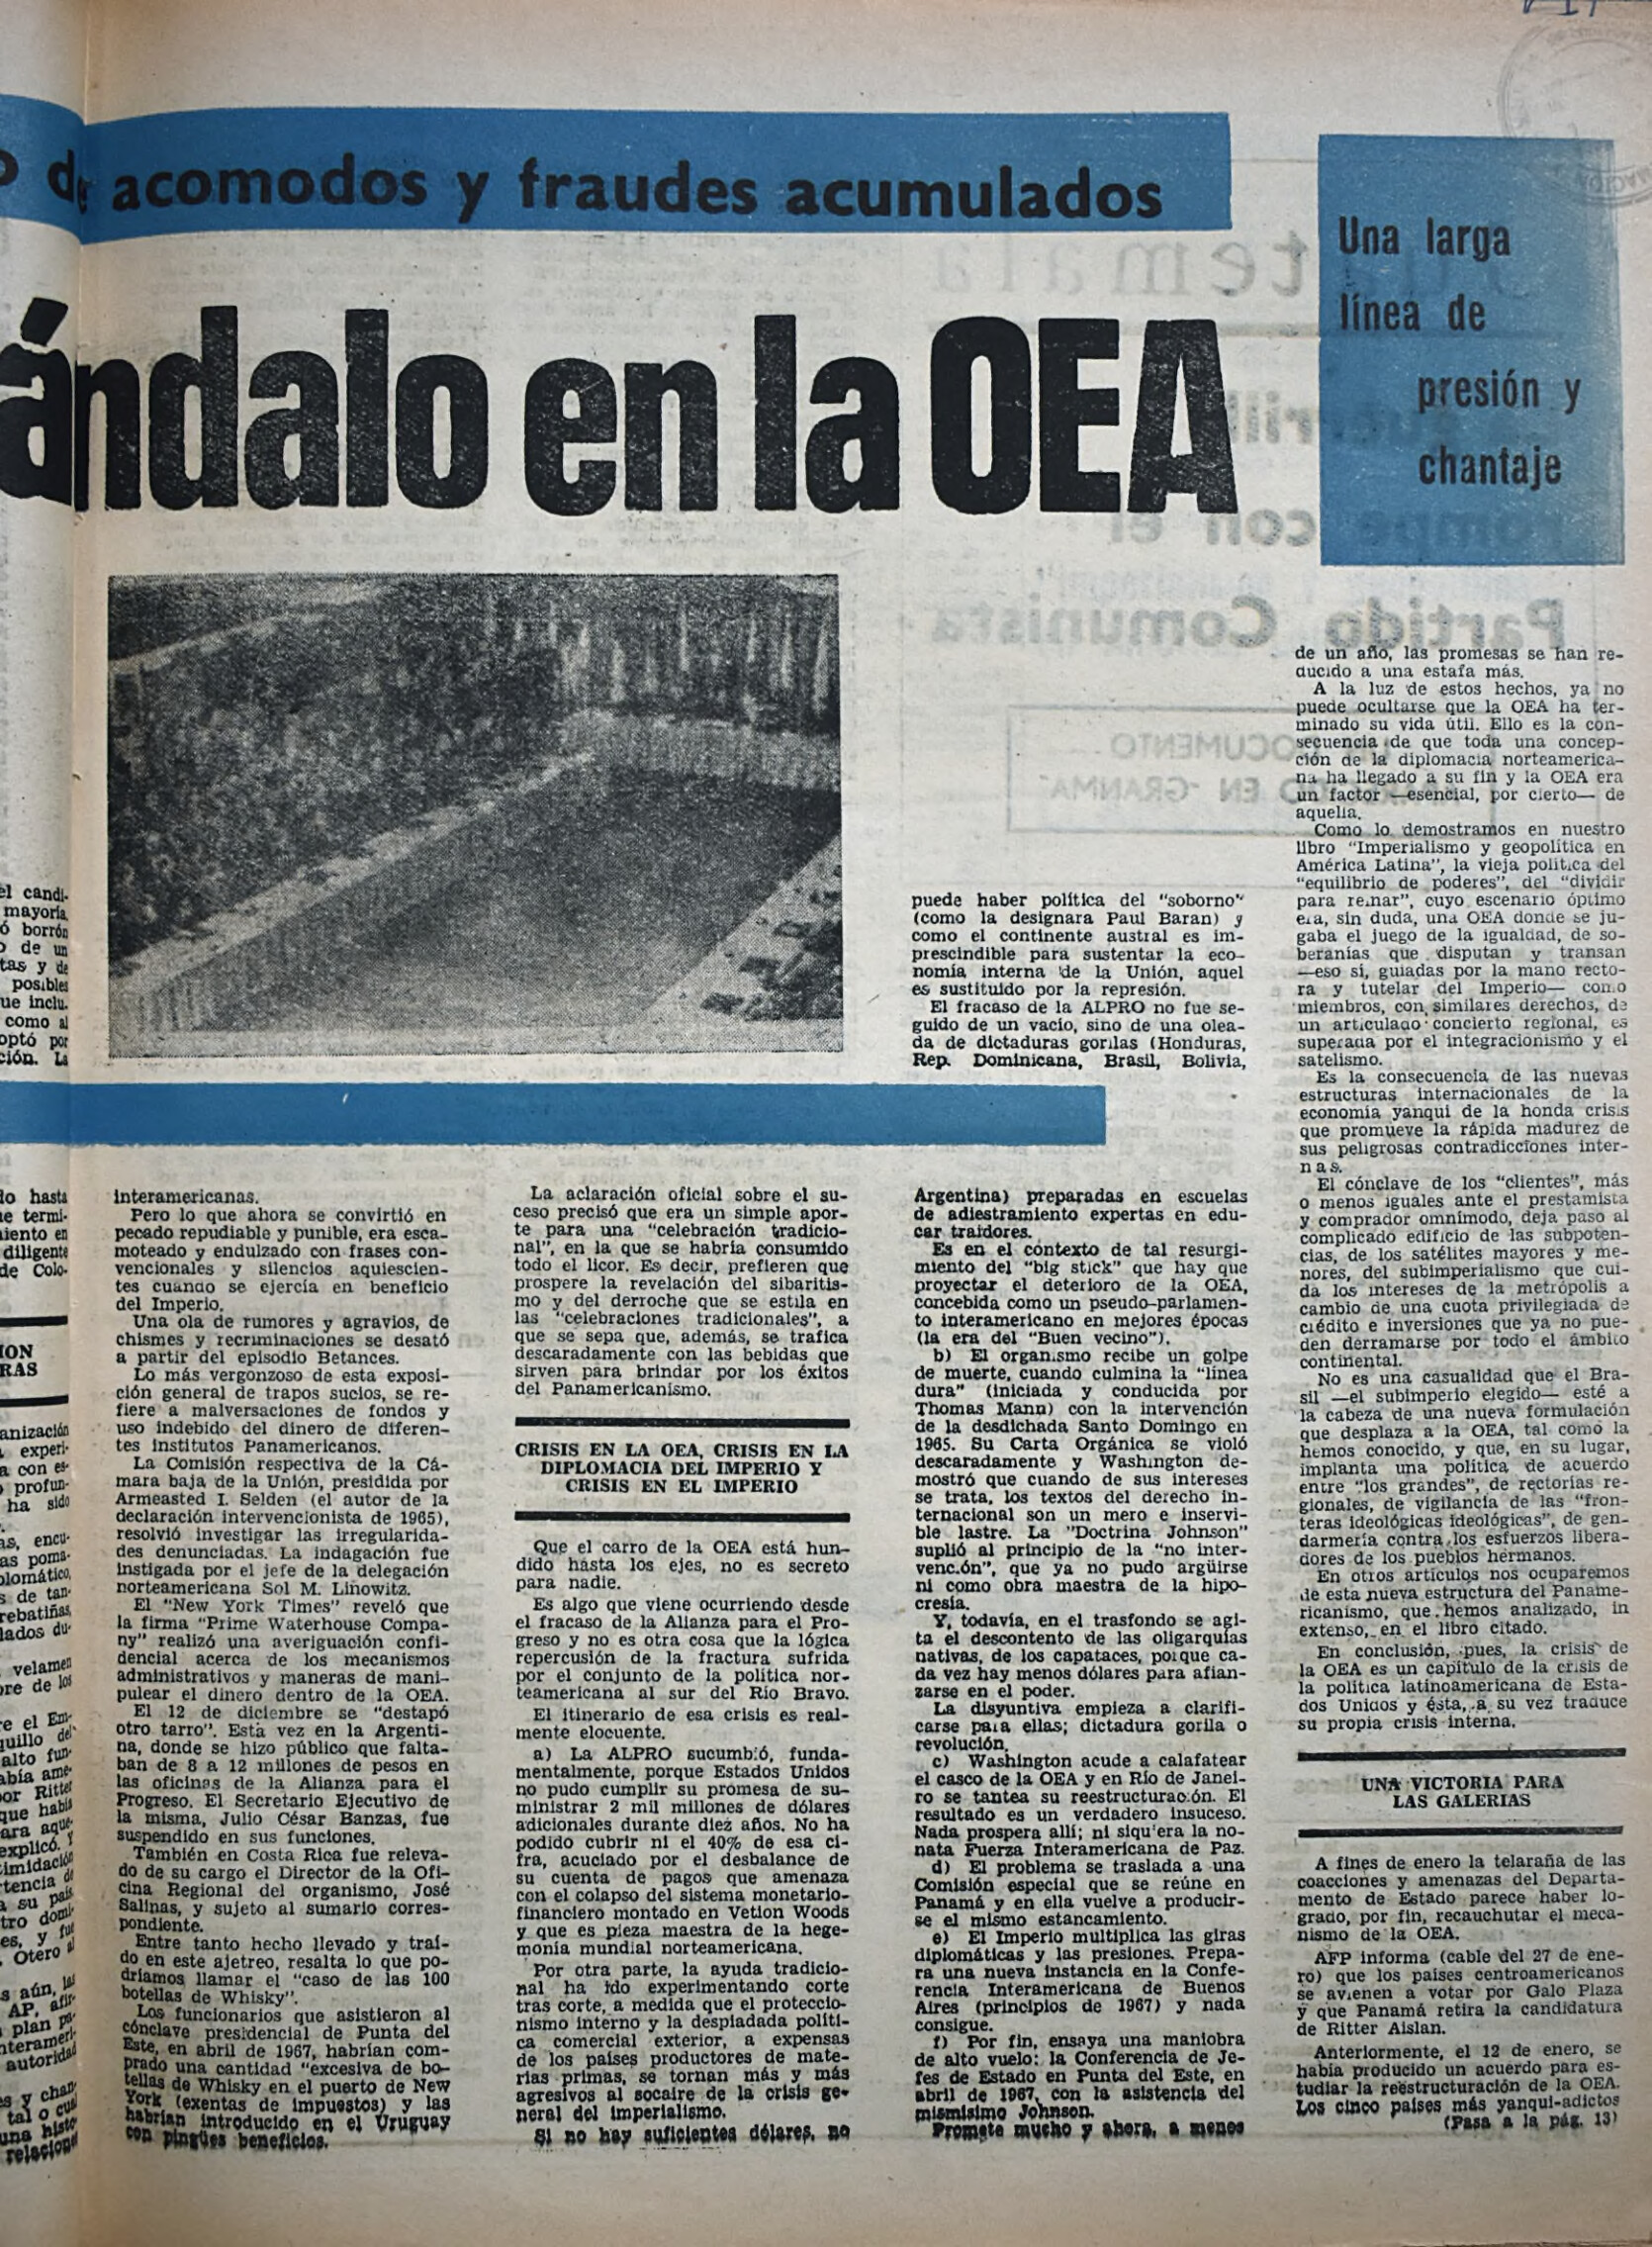 de acomodos y fraudes acumulados
ándalo en la OEA
Una larga
línea de
presión y
chantaje
el candi-
mayoría
ó borrón
o de un
tas y de
posibles
ue inclu.
como al
optó por
ción. La
do hasta
ue termi-
miento en
diligente
de Colo-
ION
RAS
anización
experi-
a con es-
profun-
ha sido
interamericanas.
Pero lo que ahora se convirtió en
pecado repudiable y punible, era esca-
moteado y endulzado con frases con-
vencionales y silencios aquiescien-
tes cuando se ejercía en beneficio
del Imperio.
Una ola de rumores y agravios, de
chismes y recriminaciones se desató
a partir del episodio Betances.
Lo más vergonzoso de esta exposi-
ción general de trapos sucios, se re-
fiere a malversaciones de fondos y
uso indebido del dinero de diferen-
tes institutos Panamericanos.
La Comisión respectiva de la Cá-
mara baja de la Unión, presidida por
Armeasted I. Selden (el autor de la
declaración intervencionista de 1965),
resolvió investigar las irregularida-
des denunciadas. La indagación fue
instigada por el jefe de la delegación
norteamericana Sol M. Linowitz.
El "New York Times" reveló que
la firma "Prime Waterhouse Compa-
ny" realizó una averiguación confi-
dencial acerca de los mecanismos
administrativos y maneras de mani-
pulear el dinero dentro de la OEA.
El 12 de diciembre se "destapó
otro tarro". Esta vez en la Argenti-
na, donde se hizo público que falta-
ban de 8 a 12 millones de pesos en
las oficinas de la Alianza para el
Progreso. El Secretario Ejecutivo de
la misma, Julio César Banzas, fue
suspendido en sus funciones.
También en Costa Rica fue releva-
do de su cargo el Director de la Ofi-
cina Regional del organismo, José
Salinas, y sujeto al sumario corres-
pondiente.
Entre tanto hecho llevado y traí-
do en este ajetreo, resalta lo que po-
dríamos llamar el "caso de las 100
botellas de Whisky".
Los funcionarios que asistieron al
cónclave presidencial de Punta del
Este, en abril de 1967, habrían com-
prado una cantidad "excesiva de bo-
tellas de Whisky en el puerto de New
York (exentas de impuestos) y las
habrían introducido en el Uruguay
con pingües beneficios.
La aclaración oficial sobre el su-
ceso precisó que era un simple apor-
te para una "celebración tradicio-
nal", en la que se habría consumido
todo el licor. Es decir, prefieren que
prospere la revelación del sibaritis-
mo y del derroche que se estila en
las "celebraciones tradicionales", a
que se sepa que, además, se trafica
descaradamente con las bebidas que
sirven para brindar por los éxitos
del Panamericanismo.
CRISIS EN LA OEA, CRISIS EN LA
DIPLOMACIA DEL IMPERIO Y
CRISIS EN EL IMPERIO
Que el carro de la OEA está hun-
dido hasta los ejes, no es secreto
para nadie.
Es algo que viene ocurriendo desde
el fracaso de la Alianza para el Pro-
greso y no es otra cosa que la lógica
repercusión de la fractura sufrida
por el conjunto de la política nor-
teamericana al sur del Río Bravo.
El itinerario de esa crisis es real-
mente elocuente.
a) La ALPRO sucumbió, funda-
mentalmente, porque Estados Unidos
no pudo cumplir su promesa de su-
ministrar 2 mil millones de dólares
adicionales durante diez años. No ha
podido cubrir ni el 40% de esa ci-
fra, acuciado por el desbalance de
su cuenta de pagos que amenaza
con el colapso del sistema monetario-
financiero montado en Vetion Woods
y que es pieza maestra de la hege-
monía mundial norteamericana.
Por otra parte, la ayuda tradicio-
nal ha ido experimentando corte
tras corte, a medida que el proteccio-
nismo interno y la despiadada políti-
ca comercial exterior, a expensas
de los países productores de mate-
rias primas, se tornan más y más
agresivos al socaire de la crisis ge-
neral del imperialismo.
Si no hay suficientes dólares, no
puede haber política del "soborno"
(como la designara Paul Baran) y
como el continente austral es im-
prescindible para sustentar la eco-
nomía interna de la Unión, aquel
es sustituido por la represión.
El fracaso de la ALPRO no fue se-
guido de un vacío, sino de una olea-
da de dictaduras gorilas (Honduras,
Rep. Dominicana, Brasil, Bolivia,
Argentina) preparadas en escuelas
de adiestramiento expertas en edu-
car traidores.
Es en el contexto de tal resurgi-
miento del "big stick" que hay que
proyectar el deterioro de la OEA,
concebida como un pseudo-parlamen-
to interamericano en mejores épocas
(la era del "Buen vecino").
b) El organismo recibe un golpe
de muerte, cuando culmina la "línea
dura" (iniciada y conducida por
Thomas Mann) con la intervención
de la desdichada Santo Domingo en
1965. Su Carta Orgánica se violó
descaradamente y Washington de-
mostró que cuando de sus intereses
se trata, los textos del derecho in-
ternacional son un mero e inservi-
ble lastre. La "Doctrina Johnson"
suplió al principio de la "no inter-
venc.ón", que ya no pudo argüirse
ni como obra maestra de la hipo-
cresía.
Y, todavía, en el trasfondo se agi-
ta el descontento de las oligarquías
nativas, de los capataces, porque ca-
da vez hay menos dólares para afian-
zarse en el poder.
La disyuntiva empieza a clarifi-
carse para ellas; dictadura gorila o
revolución.
c) Washington acude a calafatear
el casco de la OEA y en Río de Janei-
ro se tantea su reestructuración. El
resultado es un verdadero insuceso.
Nada prospera allí; ni siqu'era la no-
nata Fuerza Interamericana de Paz.
d) El problema se traslada a una
Comisión especial que se reúne en
Panamá y en ella vuelve a producir-
se el mismo estancamiento.
e) El Imperio multiplica las giras
diplomáticas y las presiones. Prepa-
ra una nueva instancia en la Confe-
rencia Interamericana de Buenos
Aires (principios de 1967) y nada
consigue.
f) Por fin, ensaya una maniobra
de alto vuelo: la Conferencia de Je-
fes de Estado en Punta del Este, en
abril de 1967, con la asistencia del
mismísimo Johnson.
Promete mucho y ahora, a menos
de un año, las promesas se han re-
ducido a una estafa más.
A la luz de estos hechos, ya no
puede ocultarse que la OEA ha ter-
minado su vida útil. Ello es la con-
secuencia de que toda una concep-
ción de la diplomacia norteamerica-
na ha llegado a su fin y la OEA era
un factor —esencial, por cierto— de
aquella.
Como lo demostramos en nuestro
libro "Imperialismo y geopolítica en
América Latina", la vieja política del
"equilibrio de poderes", del "dividir
para reinar", cuyo escenario óptimo
era, sin duda, una OEA donde se ju-
gaba el juego de la igualdad, de so-
beranías que disputan y transan
—eso sí, guiadas por la mano recto-
ra y tutelar del Imperio— como
miembros, con similares derechos, de
un articulado concierto regional, es
superada por el integracionismo y el
satelismo.
Es la consecuencia de las nuevas
estructuras internacionales de la
economía yanqui de la honda crisis
que promueve la rápida madurez de
sus peligrosas contradicciones inter-
nas.
El cónclave de los "clientes", más
o menos iguales ante el prestamista
y comprador omnímodo, deja paso al
complicado edificio de las subpoten-
cias, de los satélites mayores y me-
nores, del subimperialismo que cui-
da los intereses de la metrópolis a
cambio de una cuota privilegiada de
crédito e inversiones que ya no pue-
den derramarse por todo el ámbito
continental.
No es una casualidad que el Bra-
sil —el subimperio elegido— esté a
la cabeza de una nueva formulación
que desplaza a la OEA, tal como la
hemos conocido, y que, en su lugar,
implanta una política de acuerdo
entre "los grandes", de rectorías re-
gionales, de vigilancia de las "fron-
teras ideológicas ideológicas", de gen-
darmería contra los esfuerzos libera-
dores de los pueblos hermanos.
En otros artículos nos ocuparemos
de esta nueva estructura del Paname-
ricanismo, que hemos analizado, in
extenso, en el libro citado.
En conclusión, pues, la crisis de
la OEA es un capítulo de la crisis de
la política latinoamericana de Esta-
dos Unidos y ésta, a su vez traduce
su propia crisis interna.
UNA VICTORIA PARA
LAS GALERIAS
A fines de enero la telaraña de las
coacciones y amenazas del Departa-
mento de Estado parece haber lo-
grado, por fin, recauchutar el meca-
nismo de la OEA.
AFP informa (cable del 27 de ene-
ro) que los países centroamericanos
se avienen a votar por Galo Plaza
y que Panamá retira la candidatura
de Ritter Aislan.
Anteriormente, el 12 de enero, se
había producido un acuerdo para es-
tudiar la reestructuración de la OEA.
Los cinco países más yanqui-adictos
(Pasa a la pág. 13)